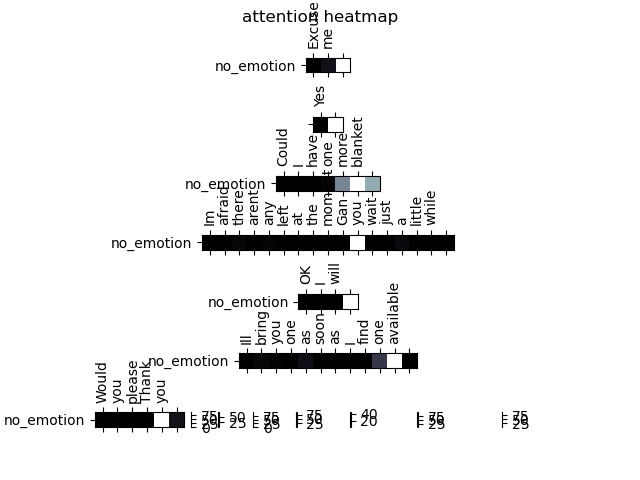 attention heatmap
Excuse me
no_emotion
Yes
Could I have one more blanket
no_emotion
Im afraid there arent any left at the moment Can you wait just a little while
no_emotion
OK I will
no_emotion
Ill bring you one as soon as I find one available
no_emotion
Would you please Thank you
no_emotion
75 50 75 75 40 75 75
50 25 50 50 20 50 50
25 25 25 25 25
0 0